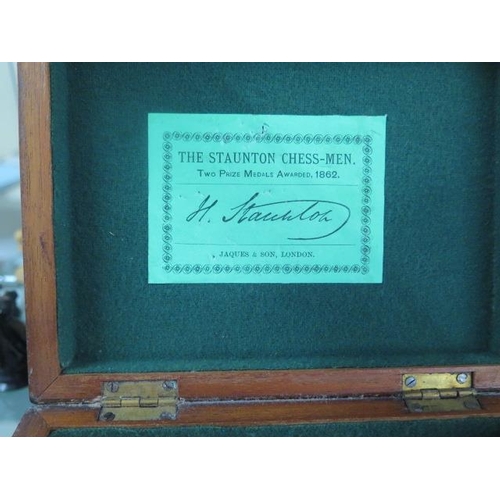 THE STAUNTON CHESS-MEN.
TWO PRIZE MEDALS AWARDED, 1862.
H. Staunton
JAQUES & SON, LONDON.